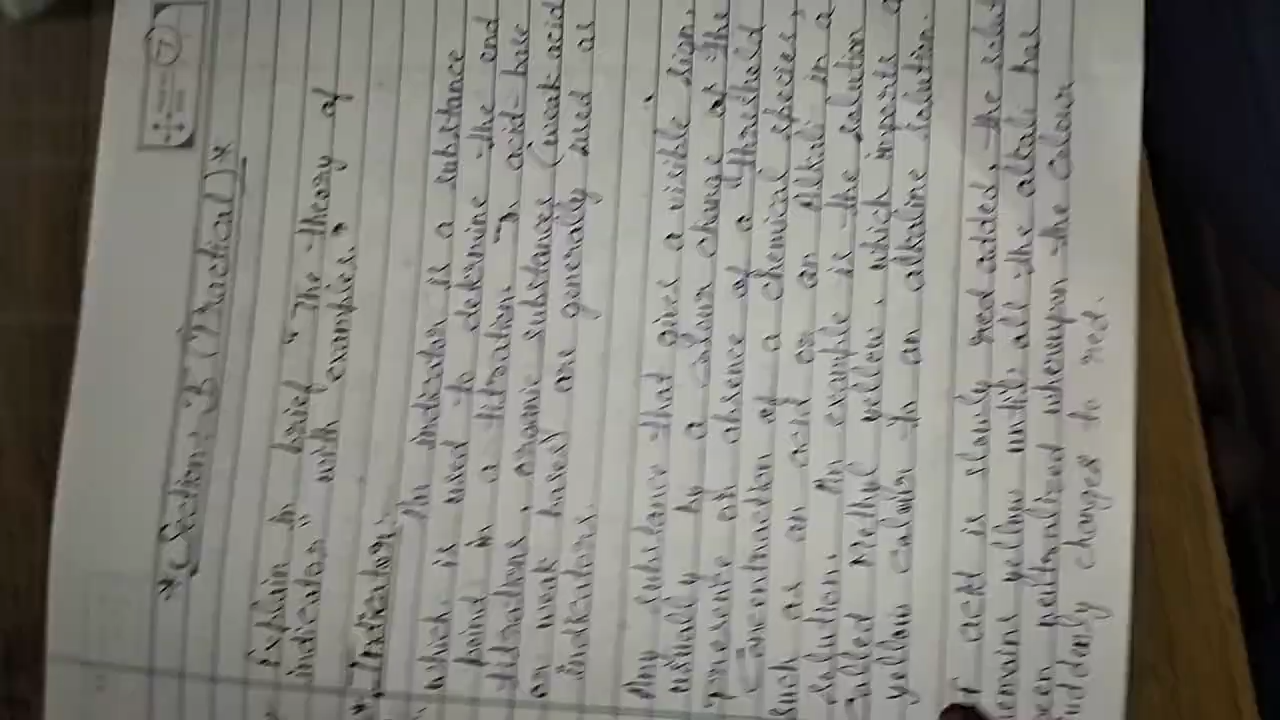 7
* (Section: B (Practical) *
Explain in brief "The theory of
indicator" with examples."
* Indicator:
An indicator is a substance
which is used to determine the end
point in a titration. In acid-base
titrations, organic substances (weak acid
or weak bases) are generally used as
indicators.
Any substance that gives a visible sign,
usually by a colour change of the
presence or absence of a threshold
concentration of a chemical species,
such as an acid or an Alkali in a
solution. An example is the solution
called Methyl yellow, which imparts a
yellow colour to an alkaline solution.
If acid is slowly added, the solut
remains yellow until all the alkali has
been neutralized whereupon the colour
suddenly changes to red.